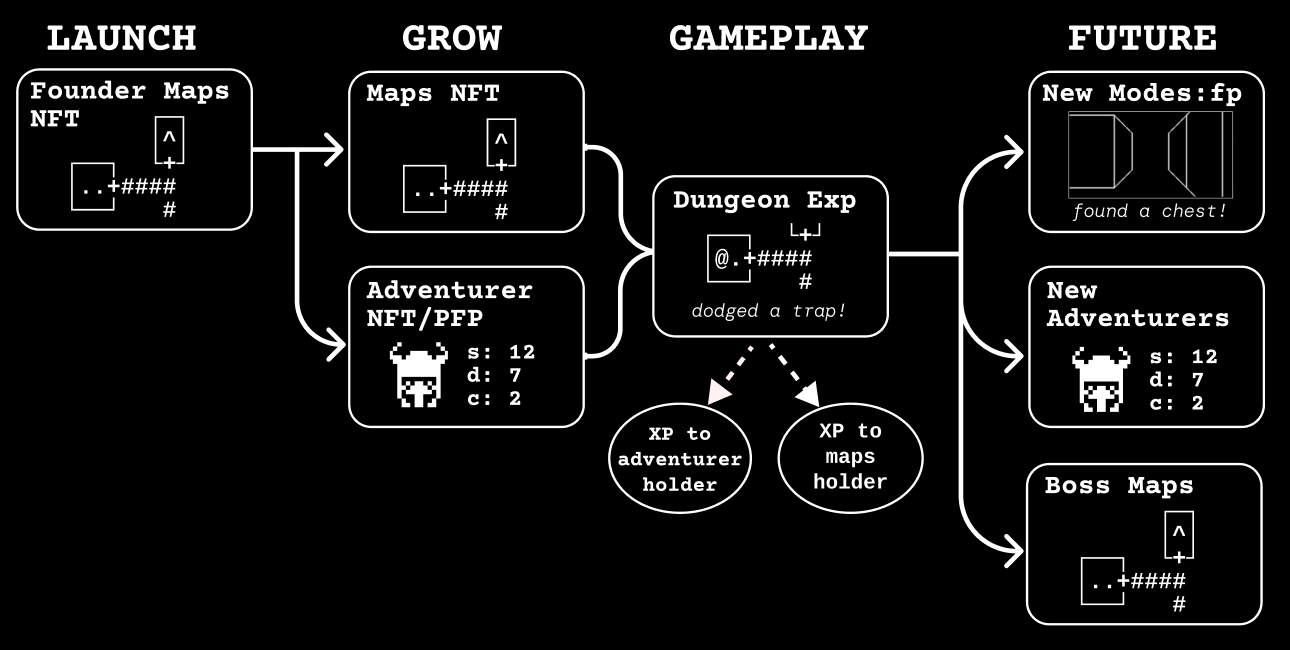 LAUNCH
GROW
GAMEPLAY
FUTURE
Founder Maps
NFT
^
+
..+####
#
Maps NFT
^
+
..+####
#
Adventurer
NFT/PFP
s: 12
d: 7
c: 2
Dungeon Exp
+
@.+####
#
dodged a trap!
XP to
adventurer
holder
XP to
maps
holder
New Modes:fp
found a chest!
New
Adventurers
s: 12
d: 7
c: 2
Boss Maps
^
+
..+####
#